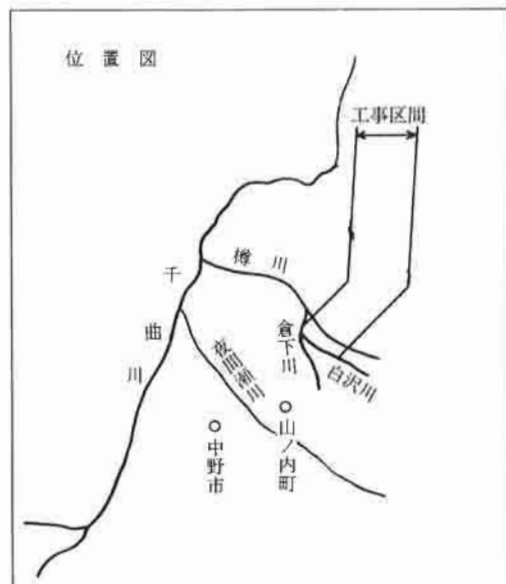 位置図
工事区間
樽川
千曲川
倉下川
夜間瀬川
白沢川
山ノ内町
中野市